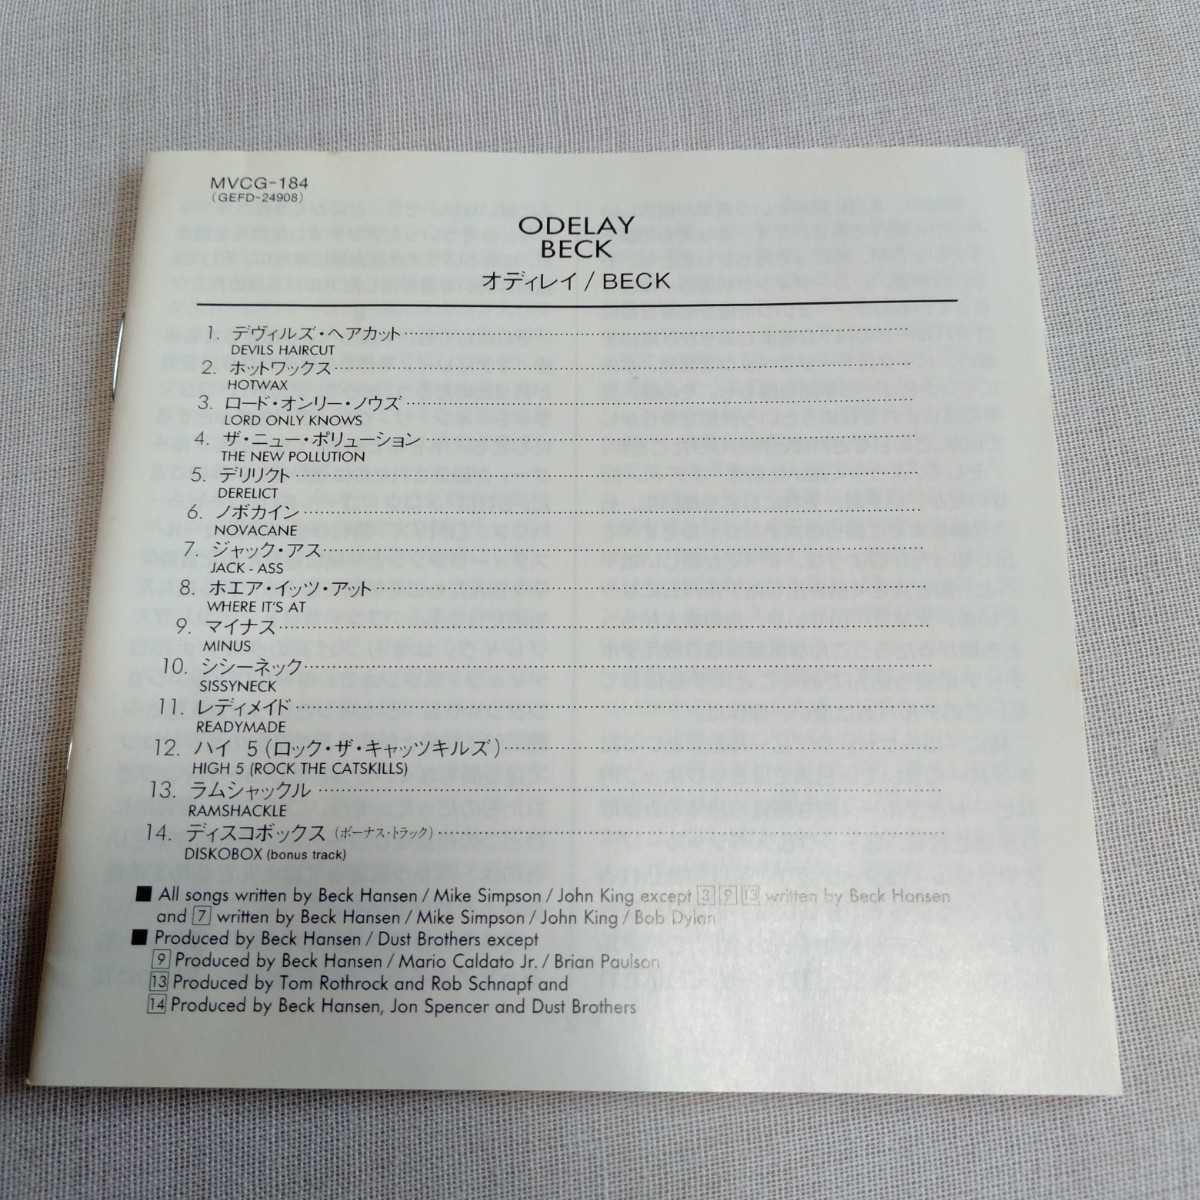 MVCG-184
(GEFD-24908)
ODELAY
BECK
オディレイ / BECK
1. デヴィルズ・ヘアカット
DEVILS HAIRCUT
2. ホットワックス
HOTWAX
3. ロード・オンリー・ノウズ
LORD ONLY KNOWS
4. ザ・ニュー・ポリューション
THE NEW POLLUTION
5. デリリクト
DERELICT
6. ノボカイン
NOVACANE
7. ジャック・アス
JACK - ASS
8. ホエア・イッツ・アット
WHERE IT'S AT
9. マイナス
MINUS
10. シシーネック
SISSYNECK
11. レディメイド
READYMADE
12. ハイ 5 (ロック・ザ・キャッツキルズ)
HIGH 5 (ROCK THE CATSKILLS)
13. ラムシャックル
RAMSHACKLE
14. ディスコボックス (ボーナス・トラック)
DISKOBOX (bonus track)
■ All songs written by Beck Hansen / Mike Simpson / John King except 3 9 13 written by Beck Hansen
and 7 written by Beck Hansen / Mike Simpson / John King / Bob Dylan
■ Produced by Beck Hansen / Dust Brothers except
9 Produced by Beck Hansen / Mario Caldato Jr. / Brian Paulson
13 Produced by Tom Rothrock and Rob Schnapf and
14 Produced by Beck Hansen, Jon Spencer and Dust Brothers